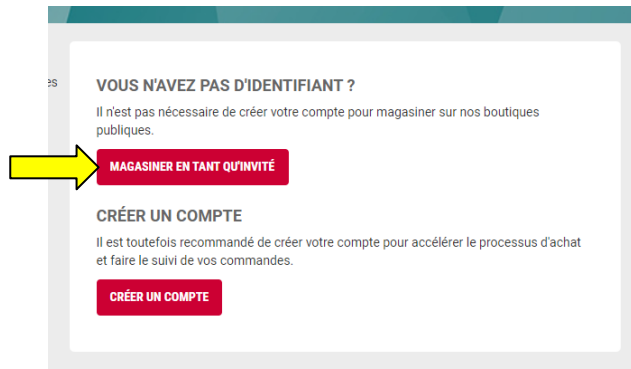 es
VOUS N'AVEZ PAS D'IDENTIFIANT ?
Il n'est pas nécessaire de créer votre compte pour magasiner sur nos boutiques
publiques.
MAGASINER EN TANT QU'INVITÉ
CRÉER UN COMPTE
Il est toutefois recommandé de créer votre compte pour accélérer le processus d'achat
et faire le suivi de vos commandes.
CRÉER UN COMPTE